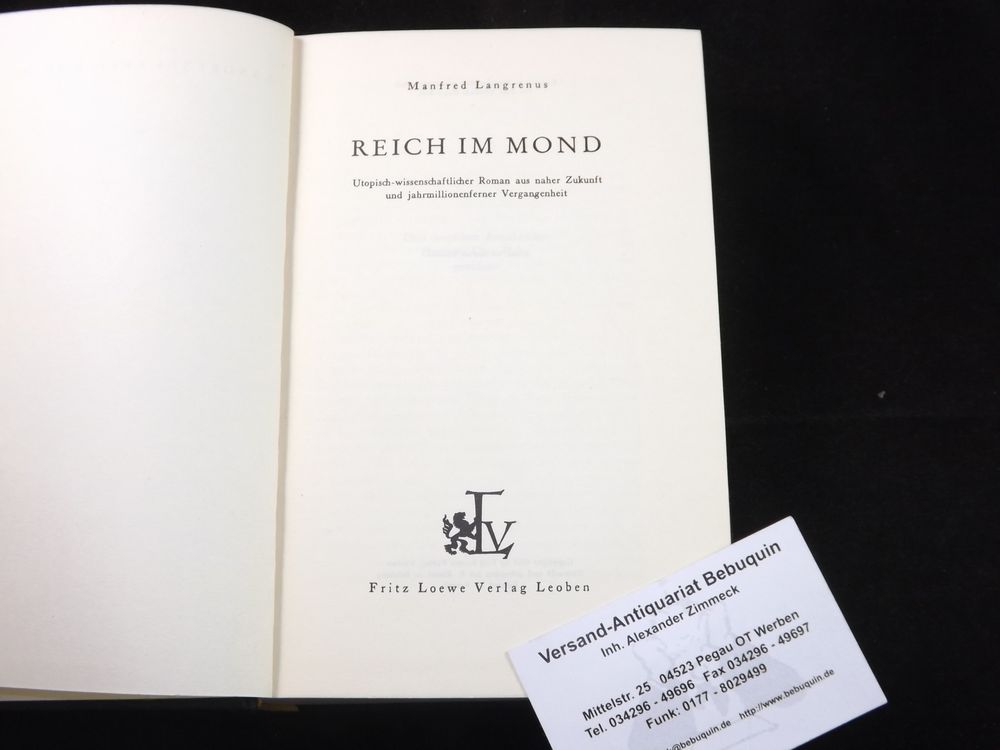 Manfred Langrenus
REICH IM MOND
Utopisch-wissenschaftlicher Roman aus naher Zukunft
und jahrmillionenferner Vergangenheit
LV
Fritz Loewe Verlag Leoben
Versand-Antiquariat Bebuquin
Inh. Alexander Zimmeck
Mittelstr. 25 04523 Pegau OT Werben
Tel. 034296 - 49696 Fax 034296 - 49697
Funk: 0177 - 8029499
@bebuquin.de http://www.bebuquin.de